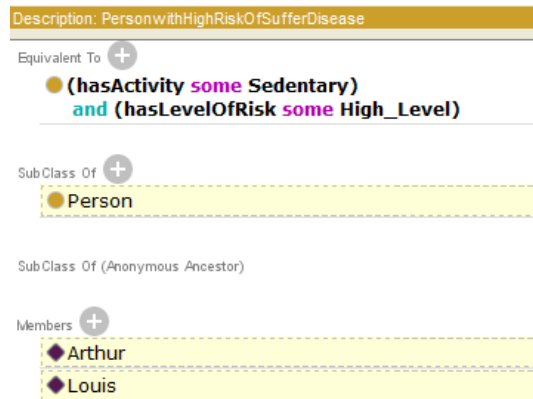 Description: PersonwithHighRiskOfSufferDisease
Equivalent To
(hasActivity some Sedentary)
and (hasLevelOfRisk some High_Level)
SubClass Of
Person
SubClass Of (Anonymous Ancestor)
Members
Arthur
Louis